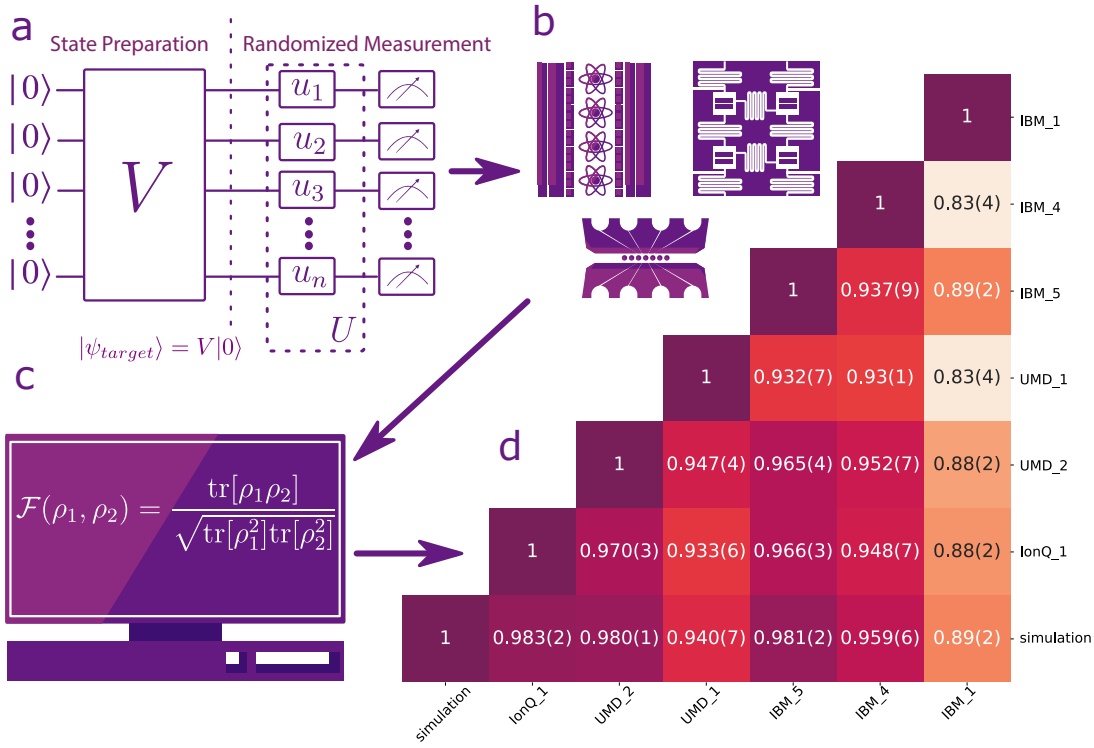 a
State Preparation
Randomized Measurement
|0⟩
|0⟩
|0⟩
|0⟩
V
u₁
u₂
u₃
uₙ
U
|ψ_target⟩ = V|0⟩
b
c
F(ρ₁, ρ₂) = tr[ρ₁ρ₂] / √tr[ρ₁²]tr[ρ₂²]
d
1 IBM_1
1 0.83(4) IBM_4
1 0.937(9) 0.89(2) IBM_5
1 0.932(7) 0.93(1) 0.83(4) UMD_1
1 0.947(4) 0.965(4) 0.952(7) 0.88(2) UMD_2
1 0.970(3) 0.933(6) 0.966(3) 0.948(7) 0.88(2) IonQ_1
1 0.983(2) 0.980(1) 0.940(7) 0.981(2) 0.959(6) 0.89(2) simulation
simulation IonQ_1 UMD_2 UMD_1 IBM_5 IBM_4 IBM_1